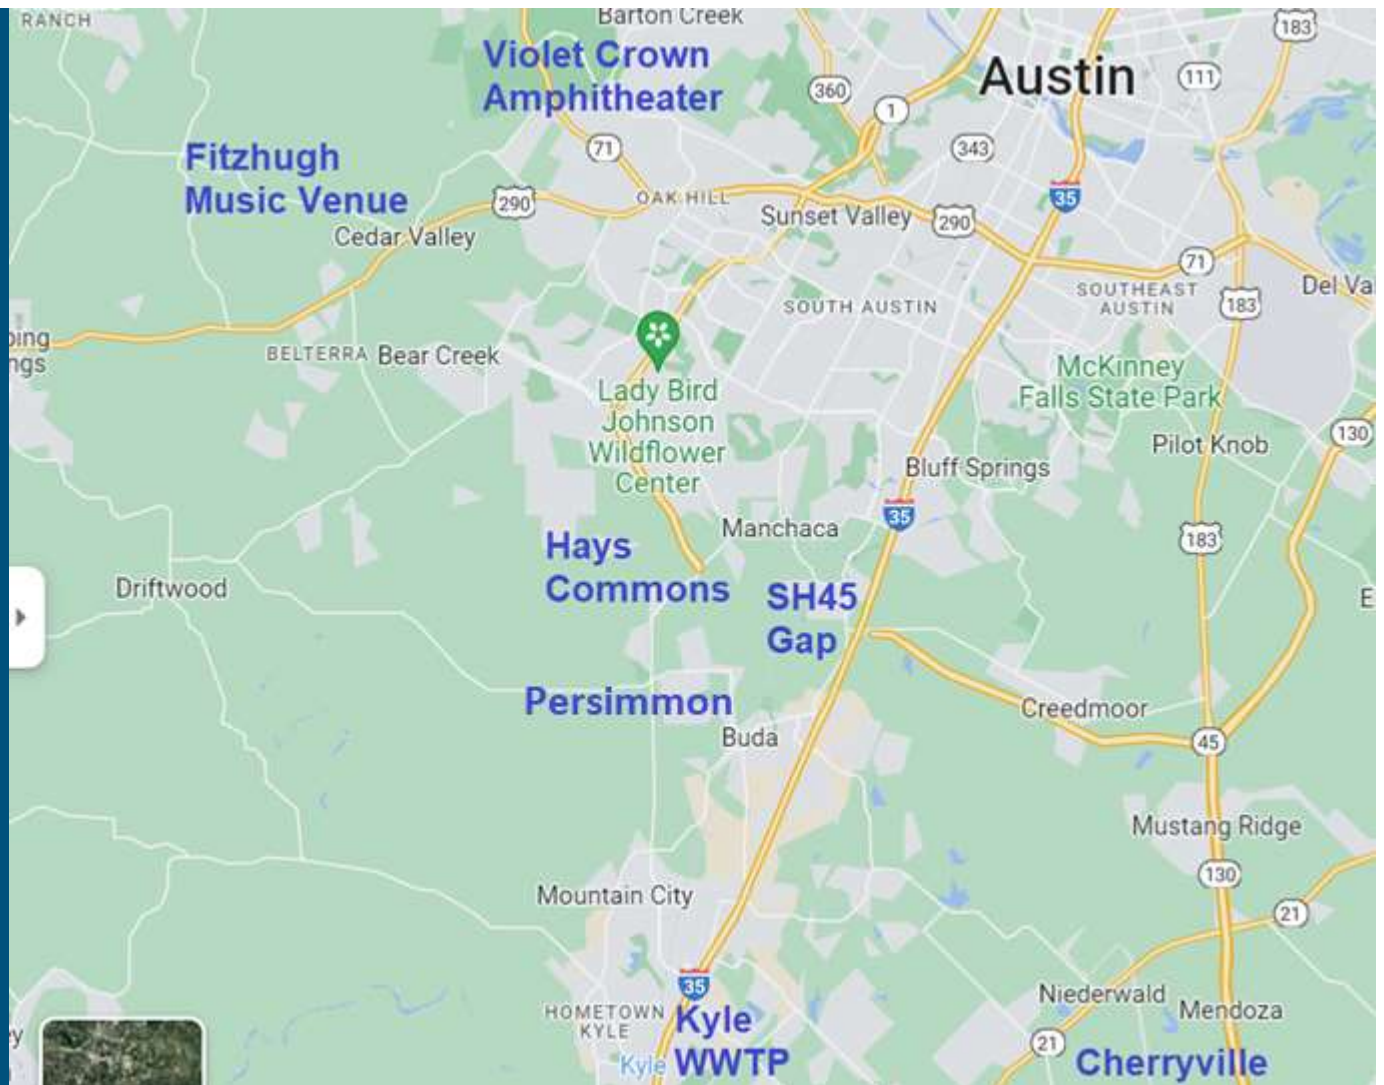 RANCH
Barton Creek
183
Violet Crown
Amphitheater
360
Austin
111
1
Fitzhugh
Music Venue
71
343
290
OAK HILL
35
Sunset Valley
290
Cedar Valley
71
SOUTHEAST
AUSTIN
183
Del Val
SOUTH AUSTIN
ping
ngs
BELTERRA
Bear Creek
McKinney
Falls State Park
Lady Bird
Johnson
Wildflower
Center
130
Pilot Knob
Bluff Springs
35
Manchaca
183
Hays
Commons
Driftwood
SH45
Gap
E
Persimmon
Creedmoor
Buda
45
Mustang Ridge
130
Mountain City
21
35
Niederwald
Mendoza
HOMETOWN
KYLE
Kyle
WWTP
Kyle
21
Cherryville
ey